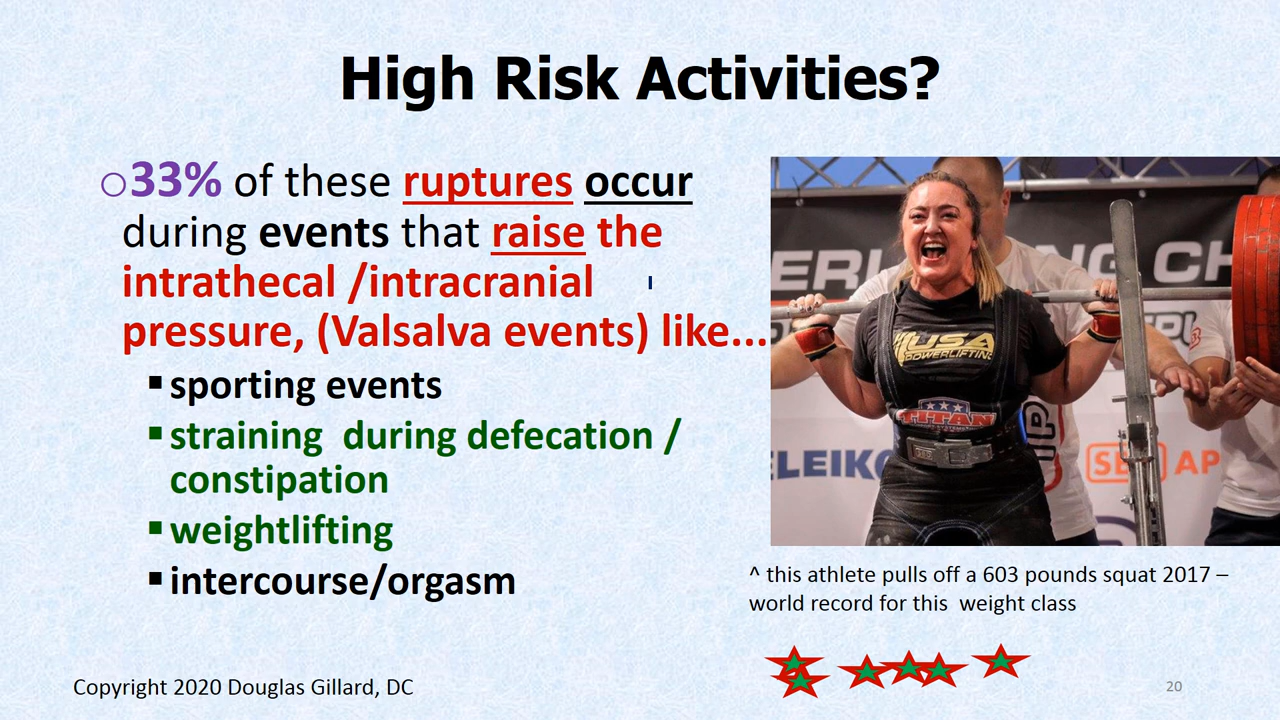 High Risk Activities?
33% of these ruptures occur
during events that raise the
intrathecal /intracranial
pressure, (Valsalva events) like...
sporting events
straining during defecation /
constipation
weightlifting
intercourse/orgasm
USA
POWERLIFTING
TITAN
ELEIKO
SBD AP
^ this athlete pulls off a 603 pounds squat 2017 –
world record for this weight class
Copyright 2020 Douglas Gillard, DC
20